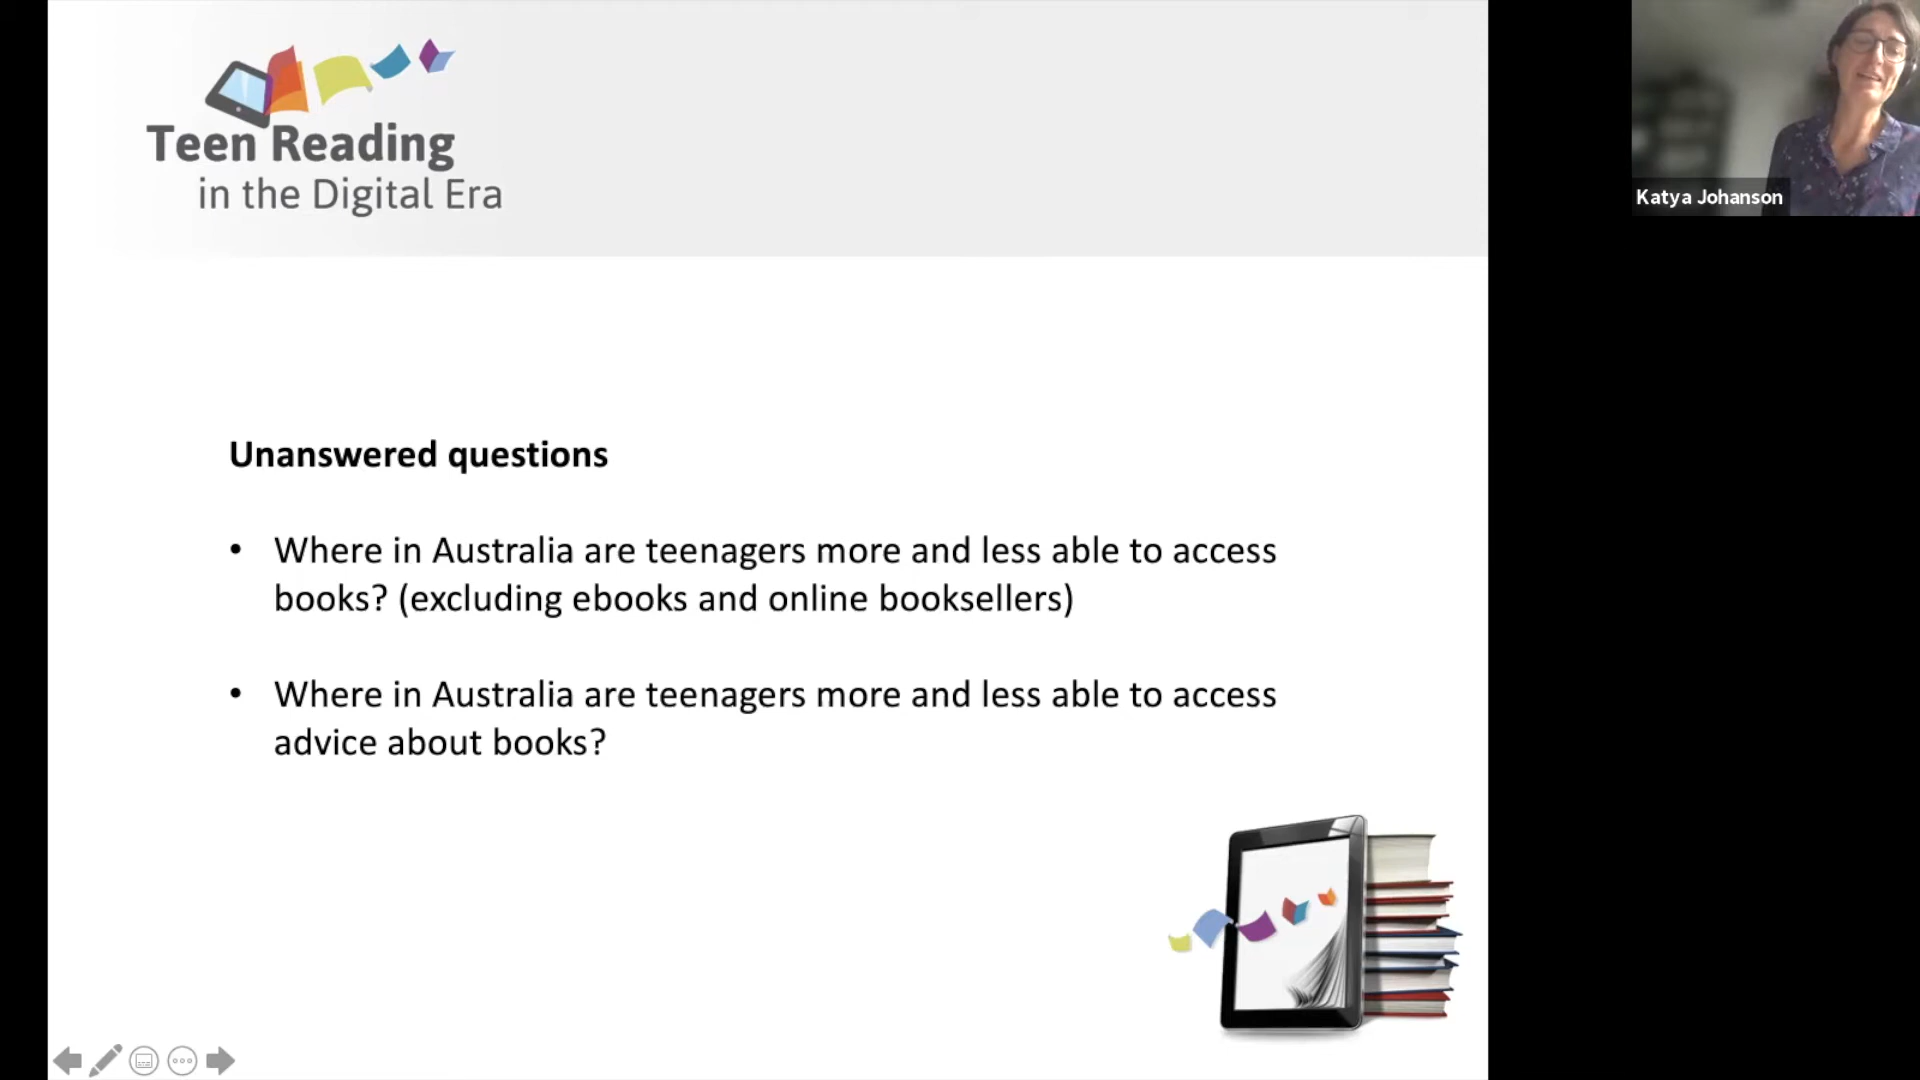 Teen Reading
in the Digital Era
Katya Johanson
Unanswered questions
• Where in Australia are teenagers more and less able to access
books? (excluding ebooks and online booksellers)
• Where in Australia are teenagers more and less able to access
advice about books?